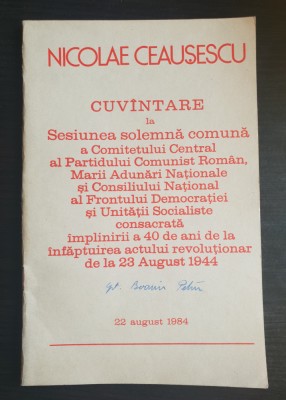 NICOLAE CEAUȘESCU
CUVÎNTARE
la
Sesiunea solemnă comună
a Comitetului Central
al Partidului Comunist Român,
Marii Adunări Naționale
și Consiliului Național
al Frontului Democrației
și Unității Socialiste
consacrată
împlinirii a 40 de ani de la
înfăptuirea actului revoluționar
de la 23 August 1944
22 august 1984